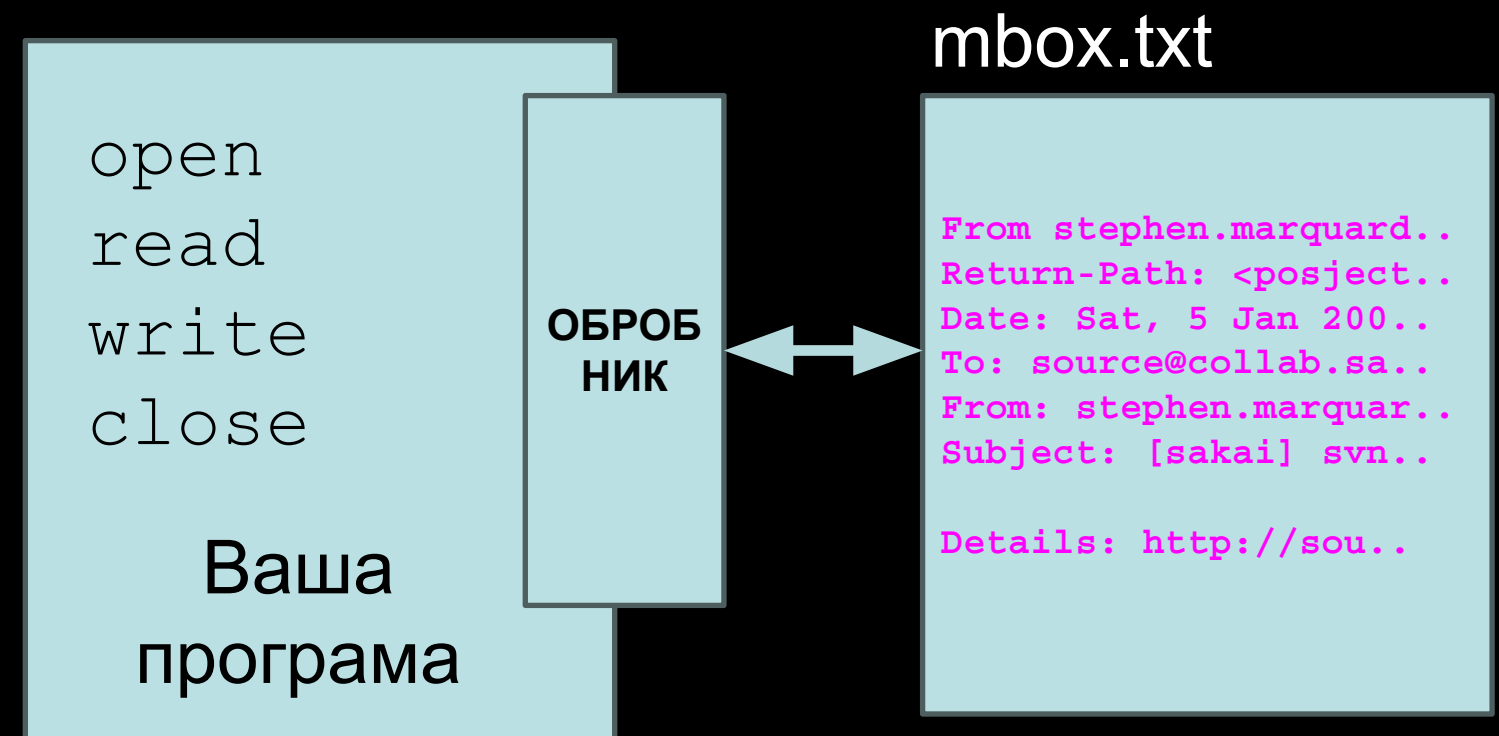 open
read
write
close
Ваша
програма
ОБРОБ
НИК
mbox.txt
From stephen.marquard..
Return-Path: <posject..
Date: Sat, 5 Jan 200..
To: source@collab.sa..
From: stephen.marquar..
Subject: [sakai] svn..
Details: http://sou..